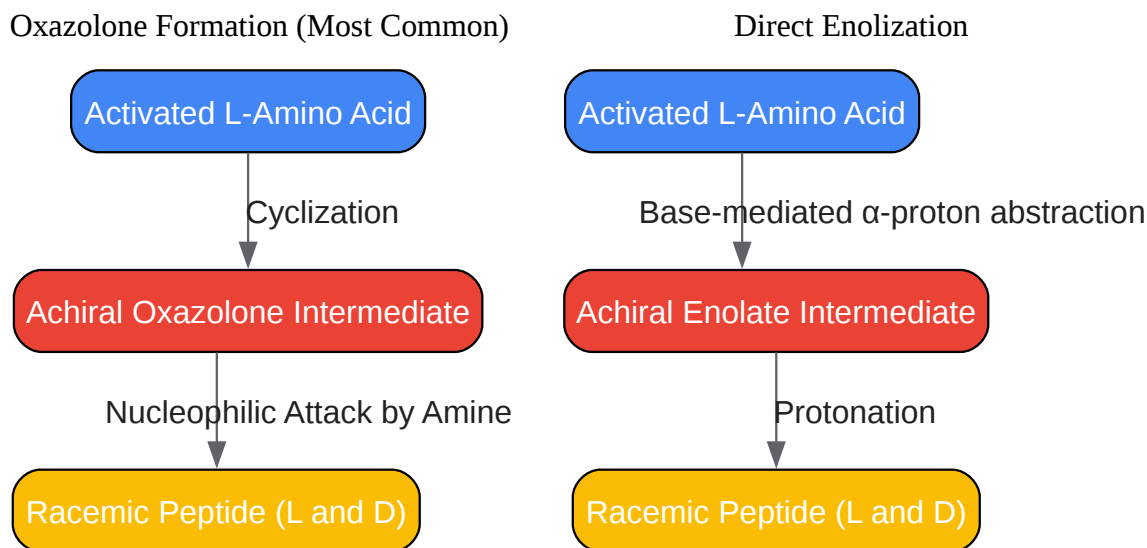 Oxazolone Formation (Most Common)
Activated L-Amino Acid
Cyclization
Achiral Oxazolone Intermediate
Nucleophilic Attack by Amine
Racemic Peptide (L and D)
Direct Enolization
Activated L-Amino Acid
Base-mediated α-proton abstraction
Achiral Enolate Intermediate
Protonation
Racemic Peptide (L and D)